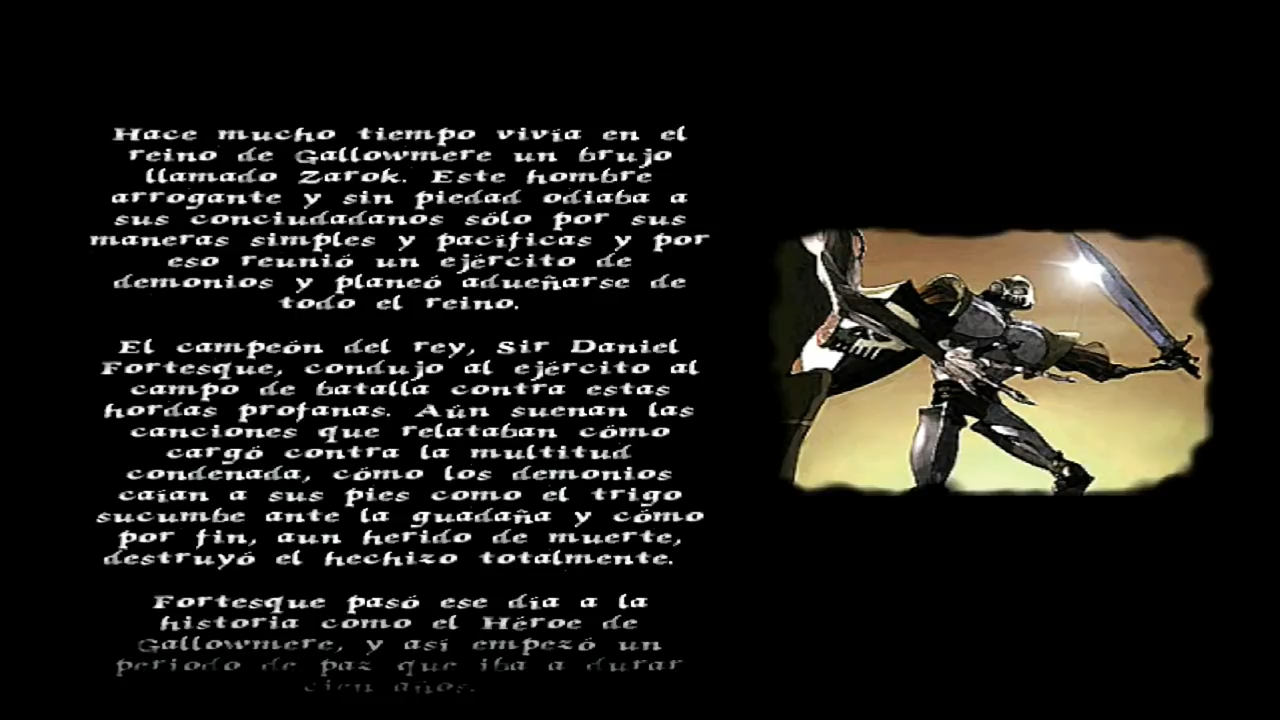 Hace mucho tiempo vivía en el
reino de Gallowmere un brujo
llamado Zarok. Este hombre
arrogante y sin piedad odiaba a
sus conciudadanos sólo por sus
maneras simples y pacíficas y por
eso reunió un ejército de
demonios y planeó adueñarse de
todo el reino.
El campeón del rey, Sir Daniel
Fortesque, condujo al ejército al
campo de batalla contra estas
hordas profanas. Aún suenan las
canciones que relataban cómo
cargó contra la multitud
condenada, cómo los demonios
caían a sus pies como el trigo
sucumbe ante la guadaña y cómo
por fin, aun herido de muerte,
destruyó el hechizo totalmente.
Fortesque pasó ese día a la
historia como el Héroe de
Gallowmere, y así empezó un
periodo de paz que iba a durar
cien años.